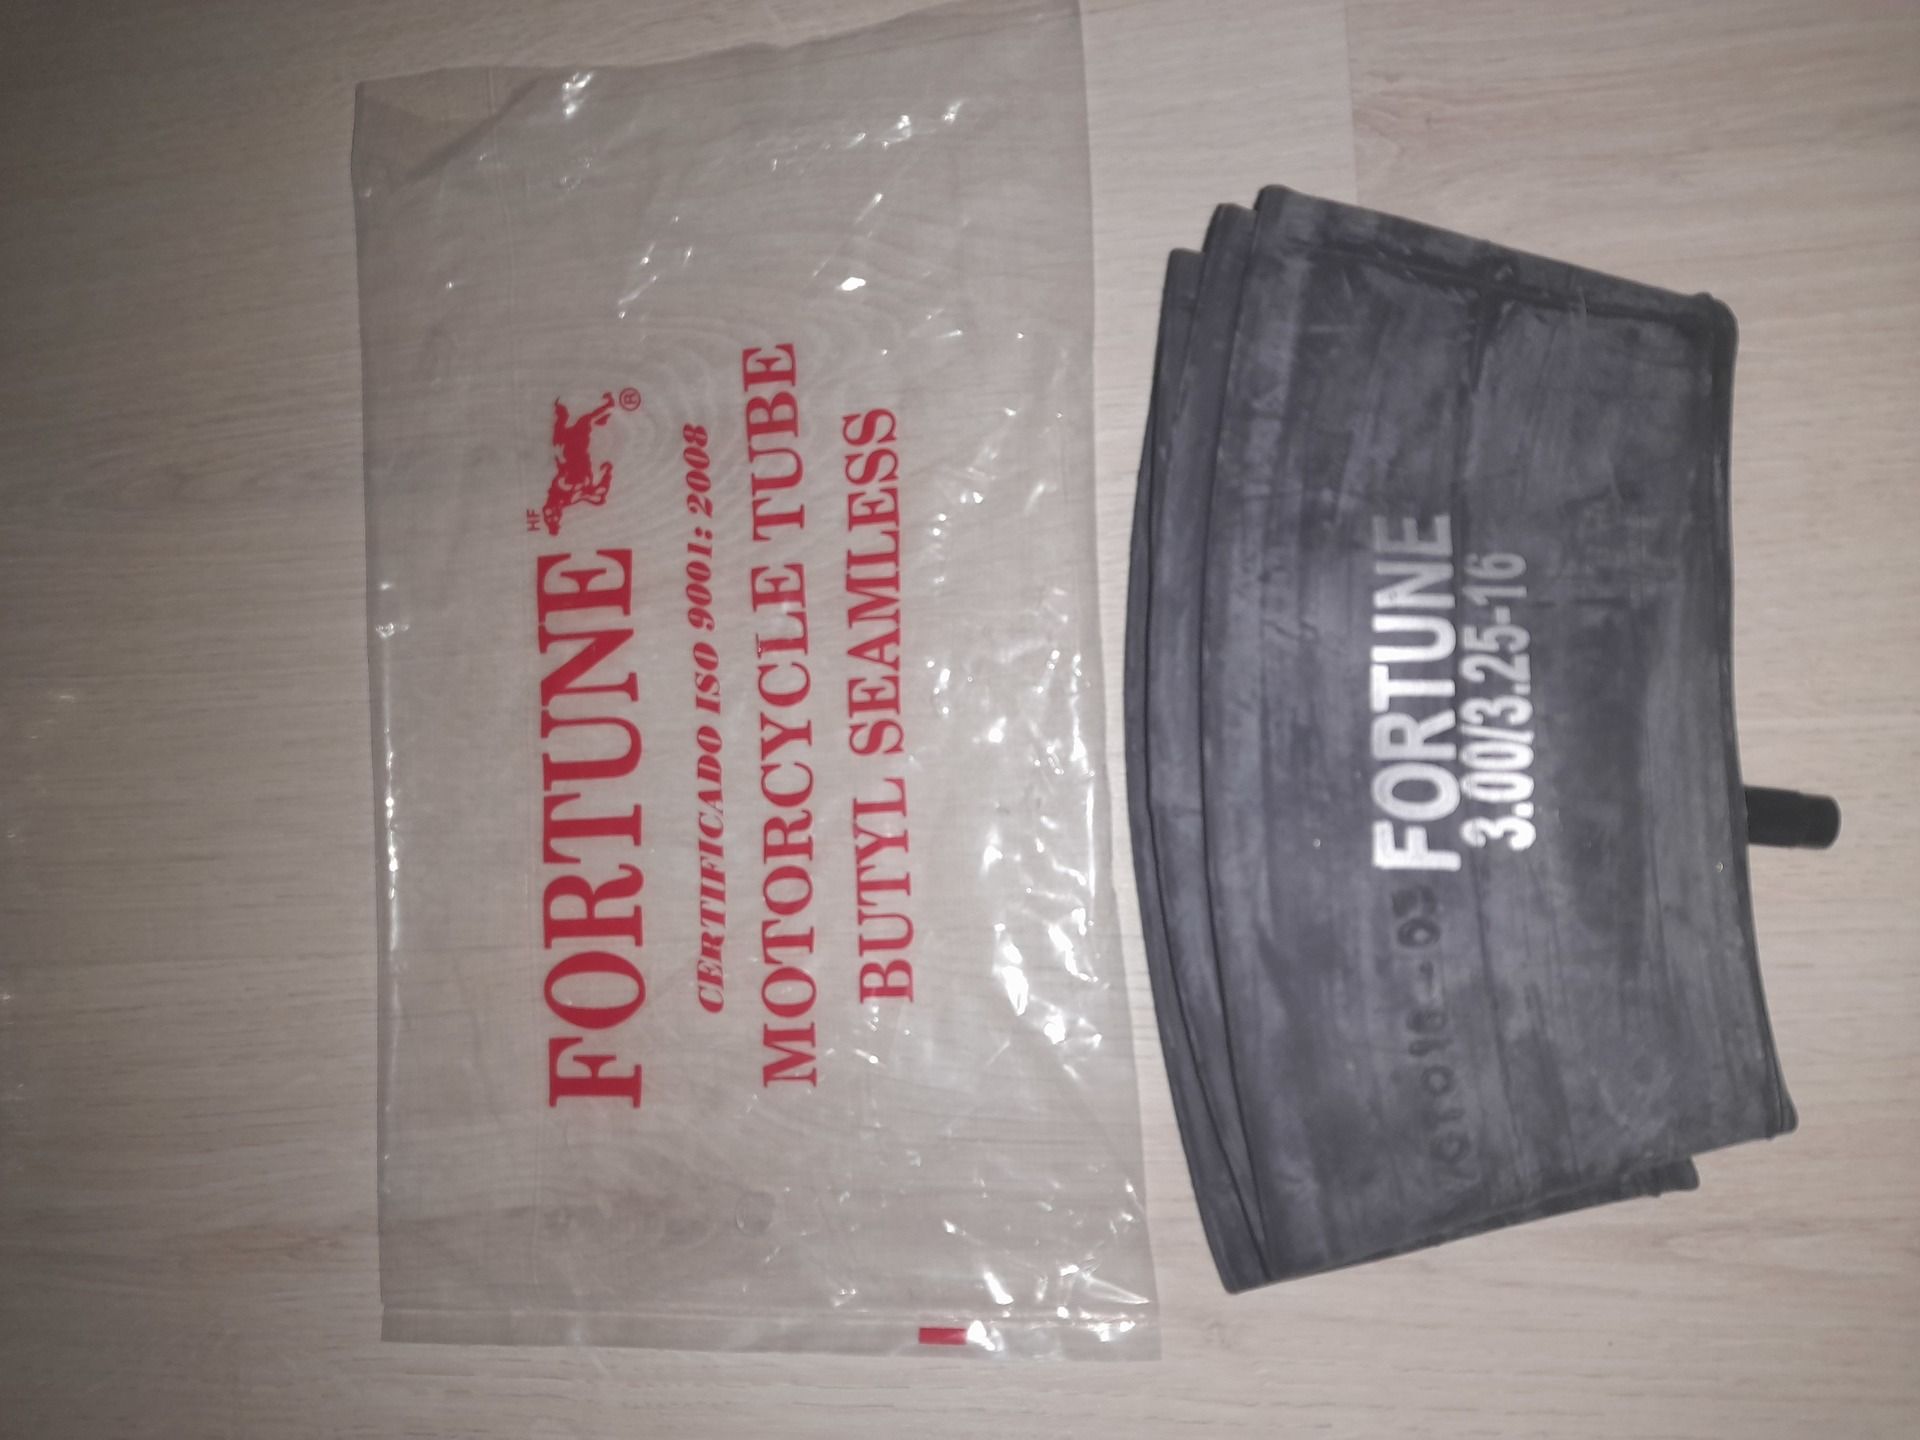 FORTUNE
HF
®
CERTIFICADO ISO 9001: 2008
MOTORCYCLE TUBE
BUTYL SEAMLESS
FORTUNE
3.00/3.25-16